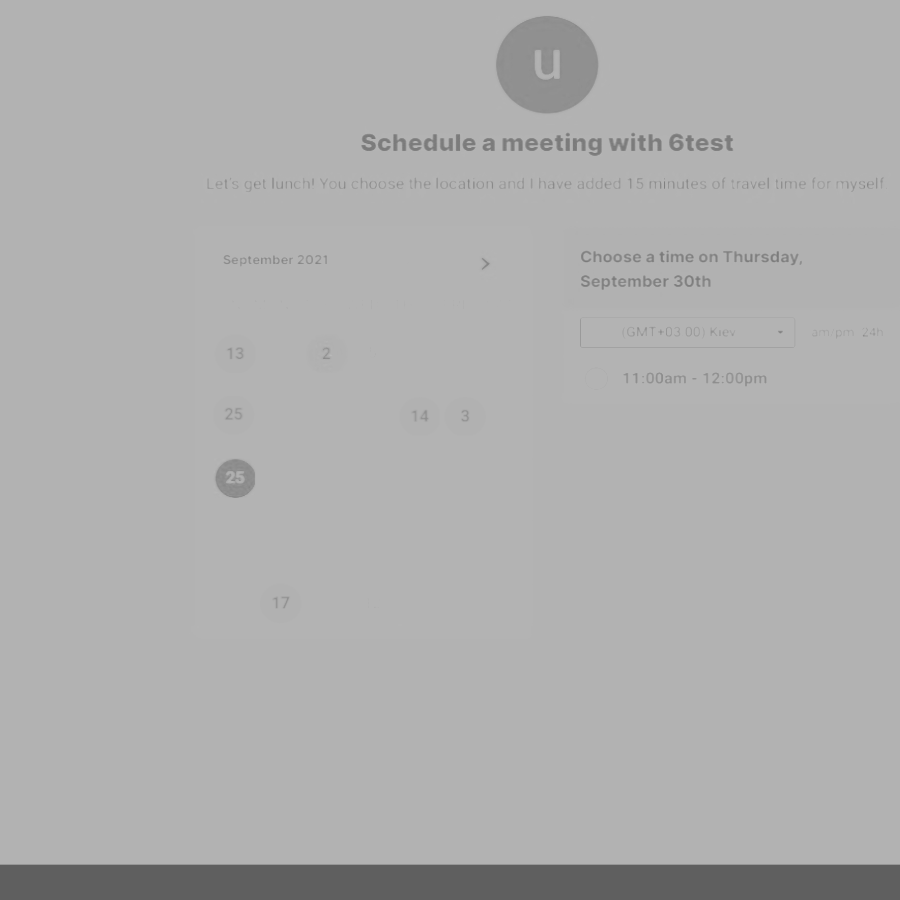 u
Schedule a meeting with 6test
Let's get lunch! You choose the location and I have added 15 minutes of travel time for myself.
September 2021
13 2
25 14 3
25
17
Choose a time on Thursday,
September 30th
(GMT+03:00) Kiev am/pm 24h
11:00am - 12:00pm